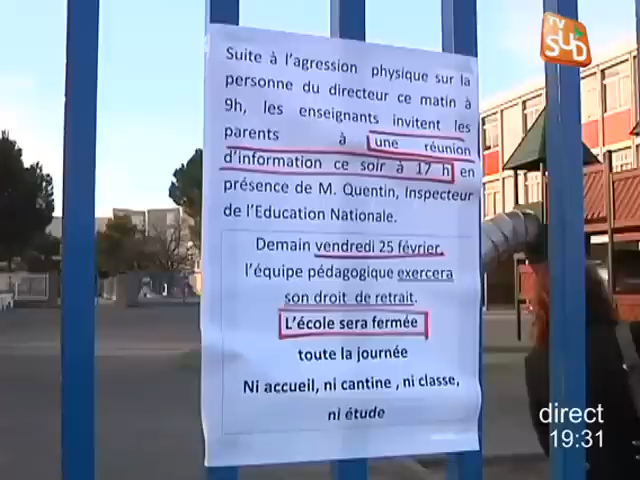 TV
SUD
Suite à l'agression physique sur la
personne du directeur ce matin à
9h, les enseignants invitent les
parents à une réunion
d'information ce soir à 17 h en
présence de M. Quentin, Inspecteur
de l'Education Nationale.
Demain vendredi 25 février,
l'équipe pédagogique exercera
son droit de retrait.
L'école sera fermée
toute la journée
Ni accueil, ni cantine , ni classe,
ni étude
direct
19:31